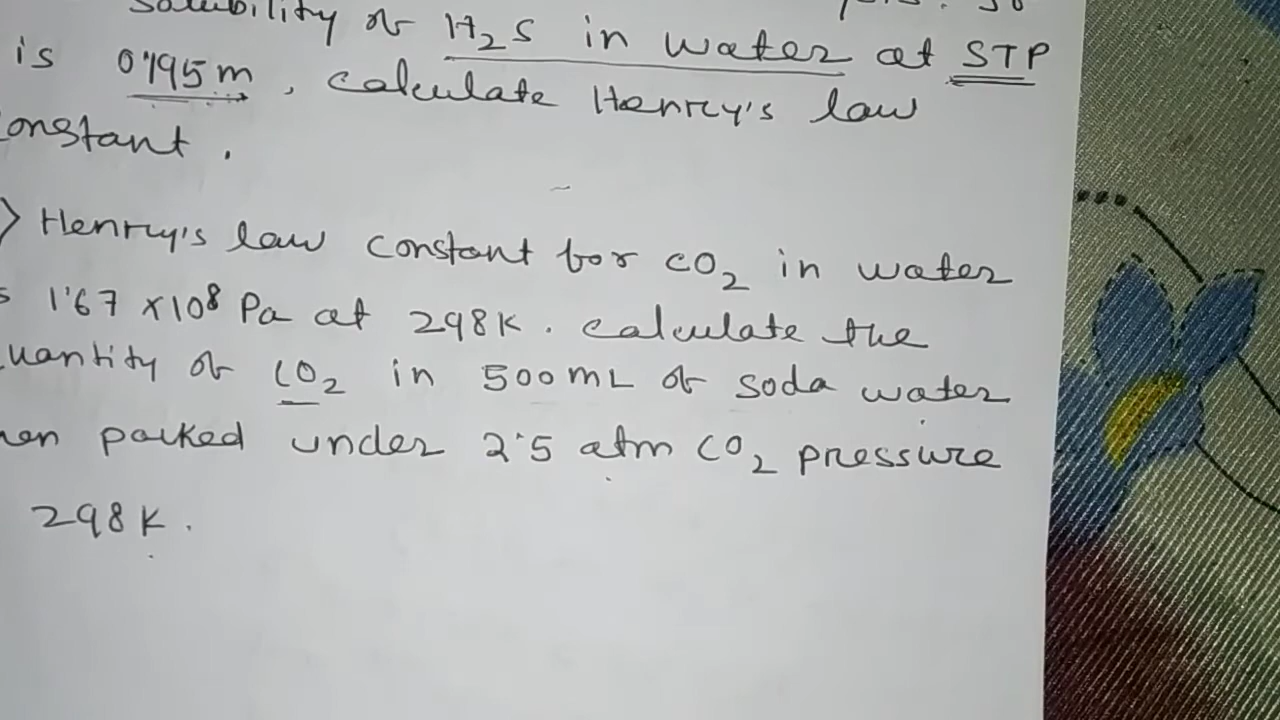 Solubility of H₂S in water at STP
is 0.195 m, calculate Henry's law
constant.
Henry's law constant for CO₂ in water
1.67 × 10⁸ Pa at 298K. calculate the
quantity of CO₂ in 500 mL of soda water
packed under 2.5 atm CO₂ pressure
298K.